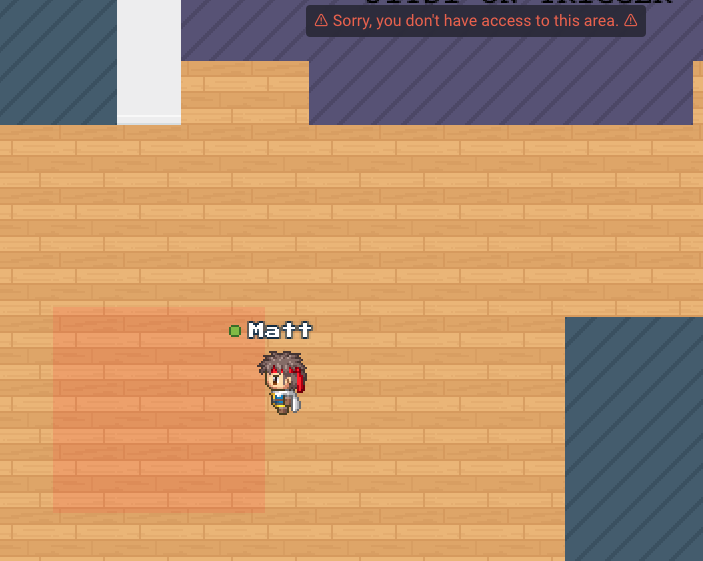 ⚠ Sorry, you don't have access to this area. ⚠
Matt